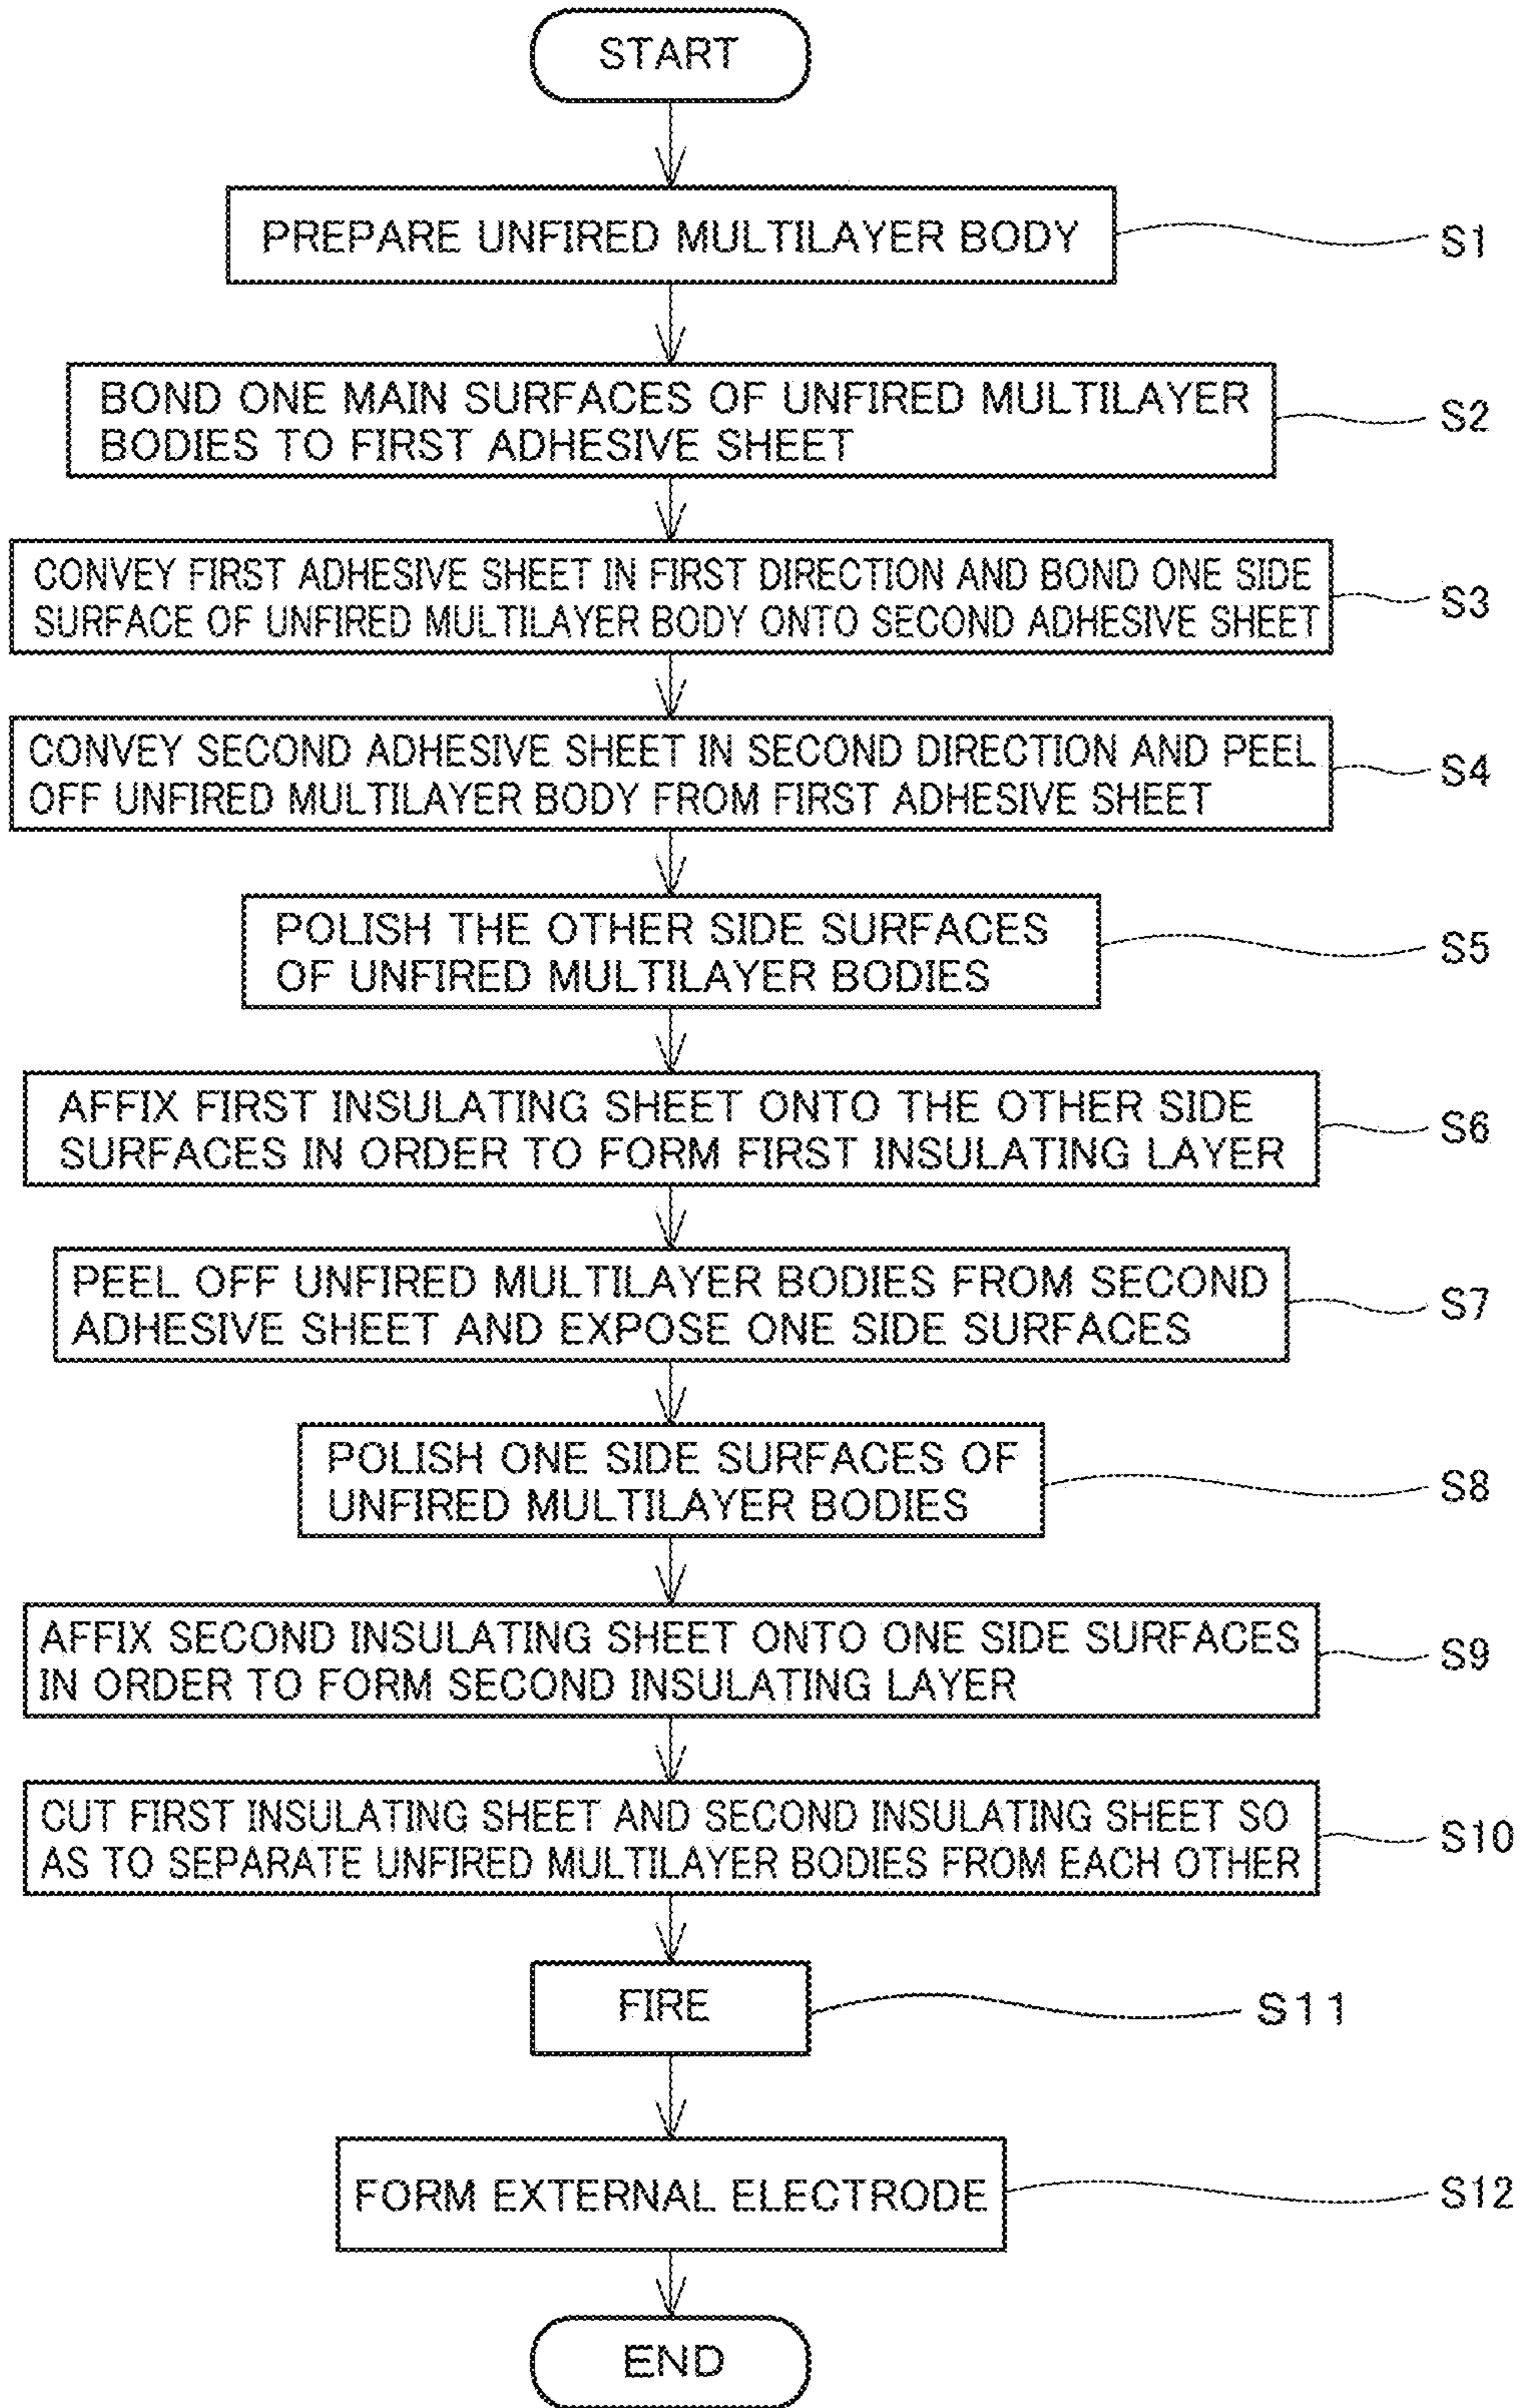 START
PREPARE UNFIRED MULTILAYER BODY
S1
BOND ONE MAIN SURFACES OF UNFIRED MULTILAYER
BODIES TO FIRST ADHESIVE SHEET
S2
CONVEY FIRST ADHESIVE SHEET IN FIRST DIRECTION AND BOND ONE SIDE
SURFACE OF UNFIRED MULTILAYER BODY ONTO SECOND ADHESIVE SHEET
S3
CONVEY SECOND ADHESIVE SHEET IN SECOND DIRECTION AND PEEL
OFF UNFIRED MULTILAYER BODY FROM FIRST ADHESIVE SHEET
S4
POLISH THE OTHER SIDE SURFACES
OF UNFIRED MULTILAYER BODIES
S5
AFFIX FIRST INSULATING SHEET ONTO THE OTHER SIDE
SURFACES IN ORDER TO FORM FIRST INSULATING LAYER
S6
PEEL OFF UNFIRED MULTILAYER BODIES FROM SECOND
ADHESIVE SHEET AND EXPOSE ONE SIDE SURFACES
S7
POLISH ONE SIDE SURFACES OF
UNFIRED MULTILAYER BODIES
S8
AFFIX SECOND INSULATING SHEET ONTO ONE SIDE SURFACES
IN ORDER TO FORM SECOND INSULATING LAYER
S9
CUT FIRST INSULATING SHEET AND SECOND INSULATING SHEET SO
AS TO SEPARATE UNFIRED MULTILAYER BODIES FROM EACH OTHER
S10
FIRE
S11
FORM EXTERNAL ELECTRODE
S12
END